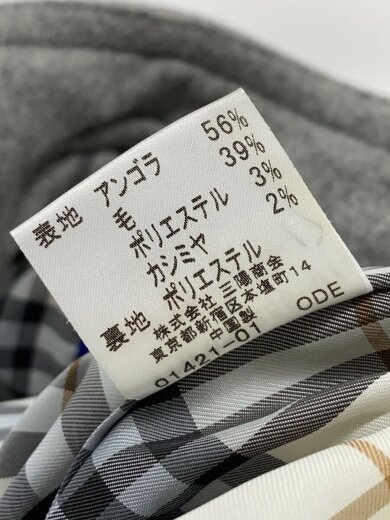 表地 アンゴラ 56%
毛 39%
ポリエステル 3%
カシミヤ 2%
裏地 ポリエステル
株式会社 三陽商会
東京都新宿区本塩町14
中国製
01421-01 ODE